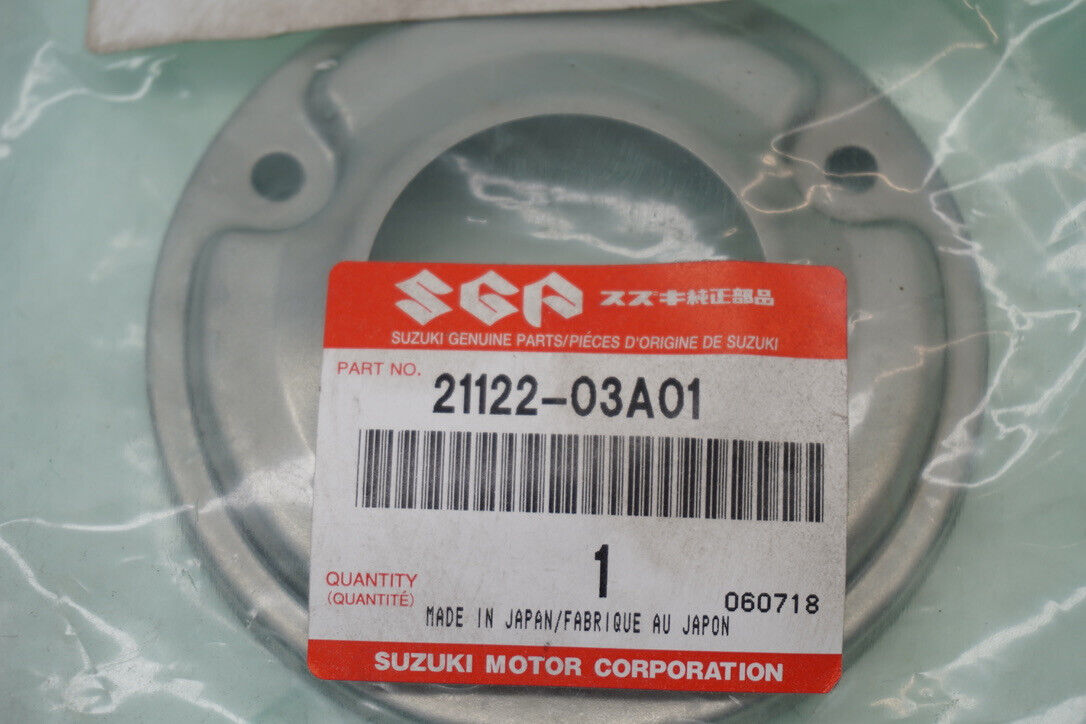 SGP スズキ純正部品
SUZUKI GENUINE PARTS/PIÉCES D'ORIGINE DE SUZUKI
PART NO. 21122-03A01
1
QUANTITY
(QUANTITÉ)
060718
MADE IN JAPAN/FABRIQUE AU JAPON
SUZUKI MOTOR CORPORATION